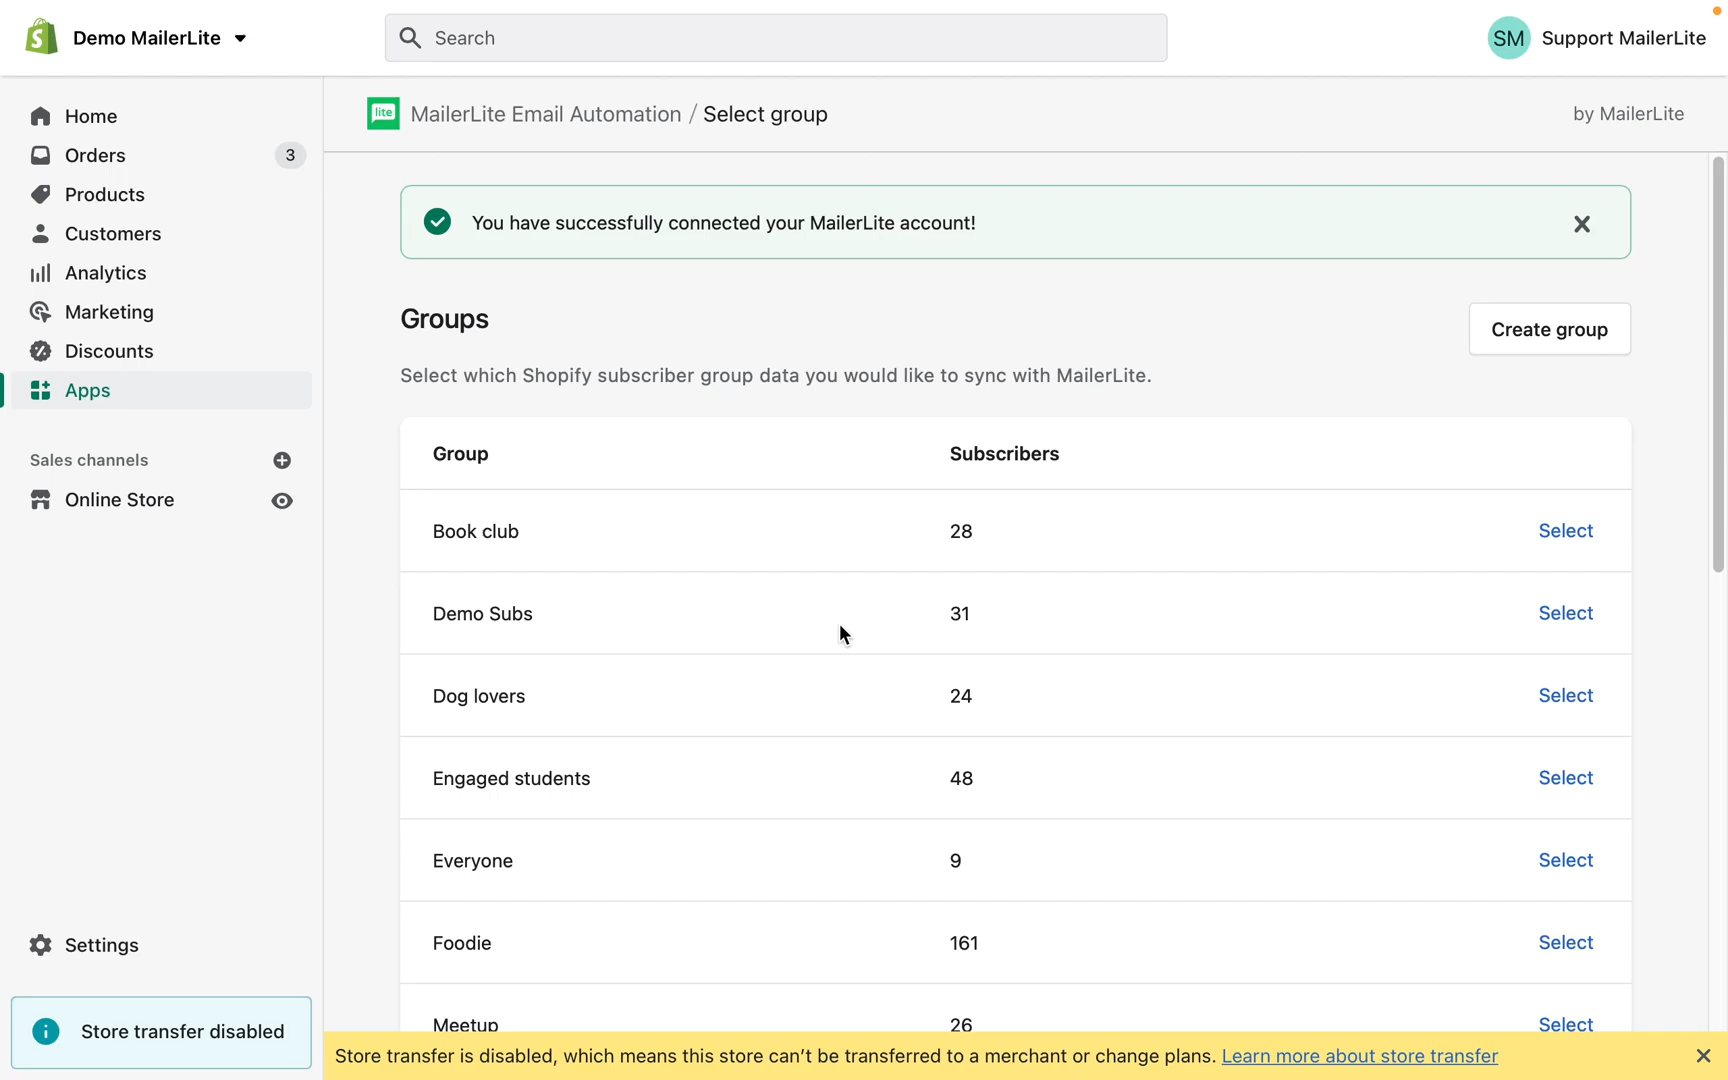 Demo MailerLite
Search
SM Support MailerLite
Home
Orders 3
Products
Customers
Analytics
Marketing
Discounts
Apps
Sales channels
Online Store
Settings
Store transfer disabled
lite MailerLite Email Automation / Select group
by MailerLite
You have successfully connected your MailerLite account!
Groups
Create group
Select which Shopify subscriber group data you would like to sync with MailerLite.
Group Subscribers
Book club 28 Select
Demo Subs 31 Select
Dog lovers 24 Select
Engaged students 48 Select
Everyone 9 Select
Foodie 161 Select
Meetup 26 Select
Store transfer is disabled, which means this store can't be transferred to a merchant or change plans. Learn more about store transfer